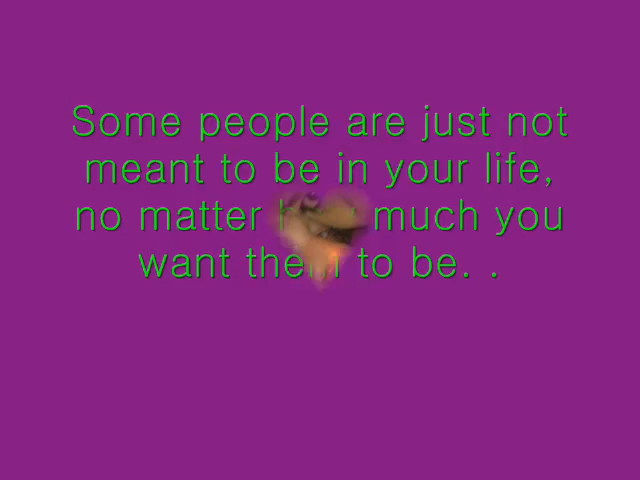 Some people are just not
meant to be in your life,
no matter how much you
want them to be. .